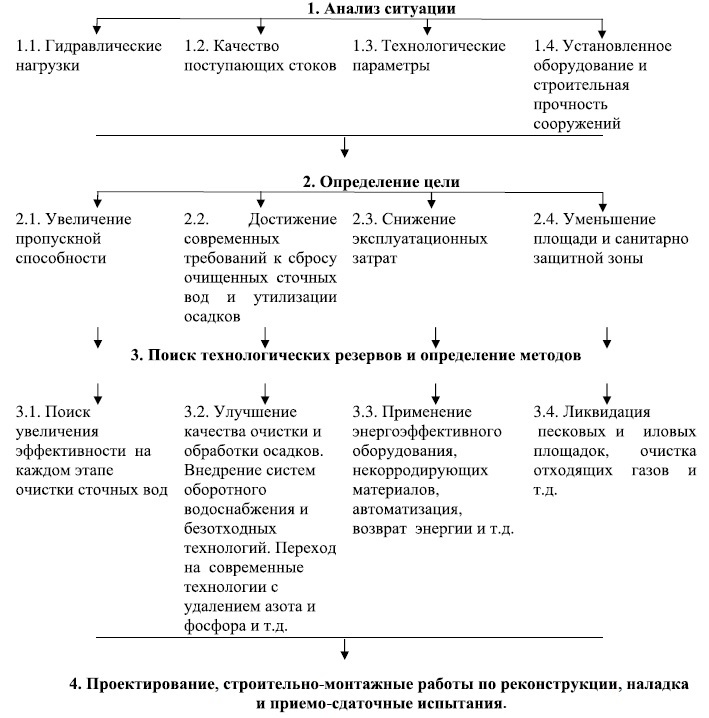 1. Анализ ситуации
1.1. Гидравлические
нагрузки
1.2. Качество
поступающих стоков
1.3. Технологические
параметры
1.4. Установленное
оборудование и
строительная
прочность
сооружений
2. Определение цели
2.1. Увеличение
пропускной
способности
2.2. Достижение
современных
требований к сбросу
очищенных сточных
вод и утилизации
осадков
2.3. Снижение
эксплуатационных
затрат
2.4. Уменьшение
площади и санитарно
защитной зоны
3. Поиск технологических резервов и определение методов
3.1. Поиск
увеличения
эффективности на
каждом этапе
очистки сточных вод
3.2. Улучшение
качества очистки и
обработки осадков.
Внедрение систем
оборотного
водоснабжения и
безотходных
технологий. Переход
на современные
технологии с
удалением азота и
фосфора и т.д.
3.3. Применение
энергоэффективного
оборудования,
некорродирующих
материалов,
автоматизация,
возврат энергии и т.д.
3.4. Ликвидация
песковых и иловых
площадок, очистка
отходящих газов и
т.д.
4. Проектирование, строительно-монтажные работы по реконструкции, наладка
и приемо-сдаточные испытания.